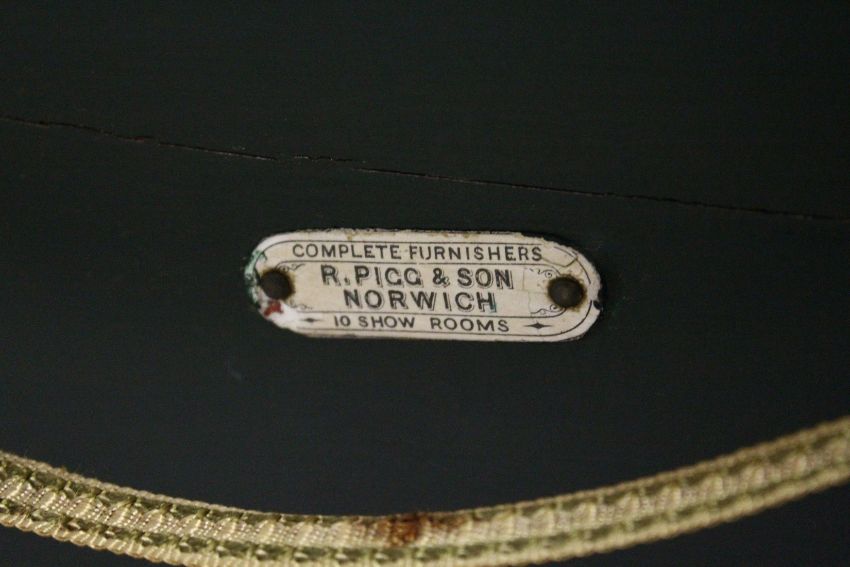 COMPLETE FURNISHERS
R. PIGG & SON
NORWICH
10 SHOW ROOMS